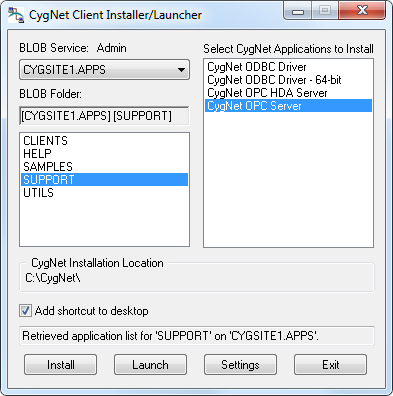 CygNet Client Installer/Launcher
BLOB Service: Admin
CYGSITE1.APPS
BLOB Folder:
[CYGSITE1.APPS] [SUPPORT]
CLIENTS
HELP
SAMPLES
SUPPORT
UTILS
Select CygNet Applications to Install
CygNet ODBC Driver
CygNet ODBC Driver - 64-bit
CygNet OPC HDA Server
CygNet OPC Server
CygNet Installation Location
C:\CygNet\
Add shortcut to desktop
Retrieved application list for 'SUPPORT' on 'CYGSITE1.APPS'.
Install Launch Settings Exit